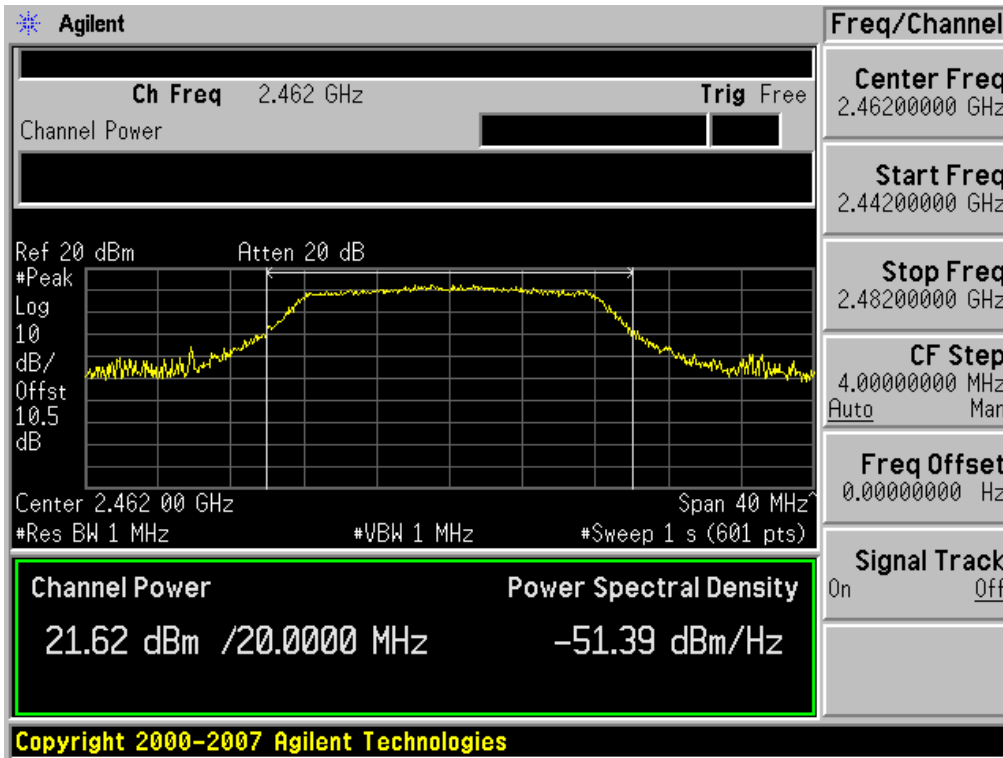 Agilent
Freq/Channel
Ch Freq 2.462 GHz Trig Free
Channel Power
Center Freq
2.46200000 GHz
Start Freq
2.44200000 GHz
Stop Freq
2.48200000 GHz
CF Step
4.00000000 MHz
Auto Man
Freq Offset
0.00000000 Hz
Signal Track
On Off
Ref 20 dBm Atten 20 dB
#Peak
Log
10
dB/
Offst
10.5
dB
Center 2.462 00 GHz Span 40 MHz^
#Res BW 1 MHz #VBW 1 MHz #Sweep 1 s (601 pts)
Channel Power Power Spectral Density
21.62 dBm /20.0000 MHz -51.39 dBm/Hz
Copyright 2000-2007 Agilent Technologies